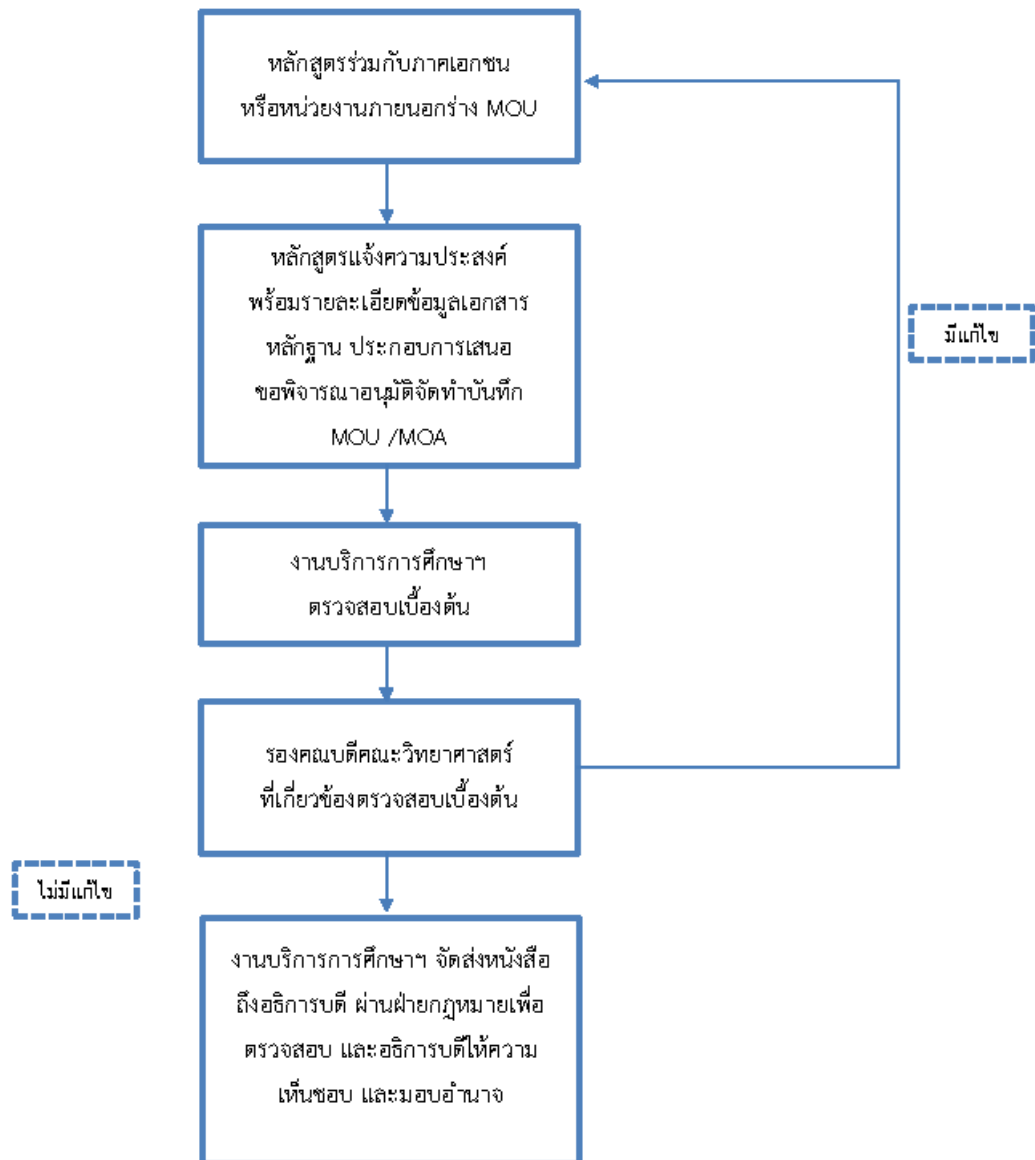 หลักสูตรร่วมกับภาคเอกชน
หรือหน่วยงานภายนอกร่าง MOU
หลักสูตรแจ้งความประสงค์
พร้อมรายละเอียดข้อมูลเอกสาร
หลักฐาน ประกอบการเสนอ
ขอพิจารณาอนุมัติจัดทำบันทึก
MOU /MOA
มีแก้ไข
งานบริการการศึกษาฯ
ตรวจสอบเบื้องต้น
รองคณบดีคณะวิทยาศาสตร์
ที่เกี่ยวข้องตรวจสอบเบื้องต้น
ไม่มีแก้ไข
งานบริการการศึกษาฯ จัดส่งหนังสือ
ถึงอธิการบดี ผ่านฝ่ายกฎหมายเพื่อ
ตรวจสอบ และอธิการบดีให้ความ
เห็นชอบ และมอบอำนาจ